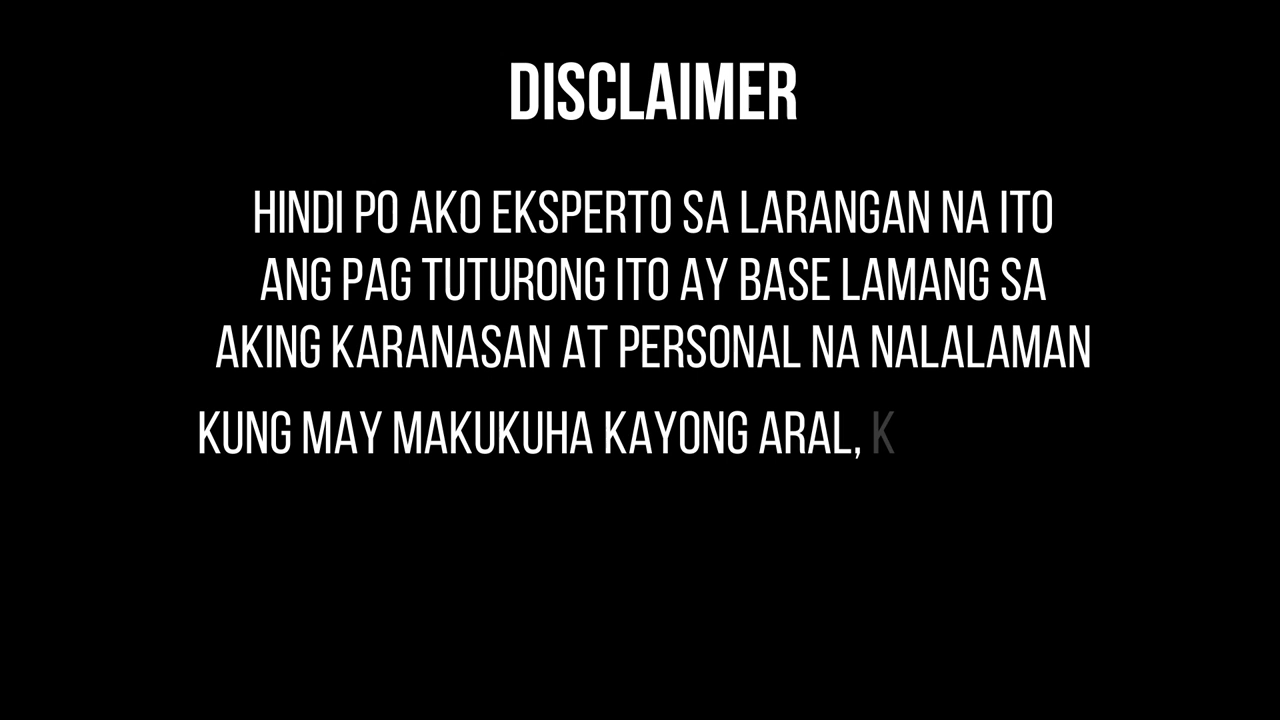 DISCLAIMER
HINDI PO AKO EKSPERTO SA LARANGAN NA ITO
ANG PAG TUTURONG ITO AY BASE LAMANG SA
AKING KARANASAN AT PERSONAL NA NALALAMAN
KUNG MAY MAKUKUHA KAYONG ARAL, K